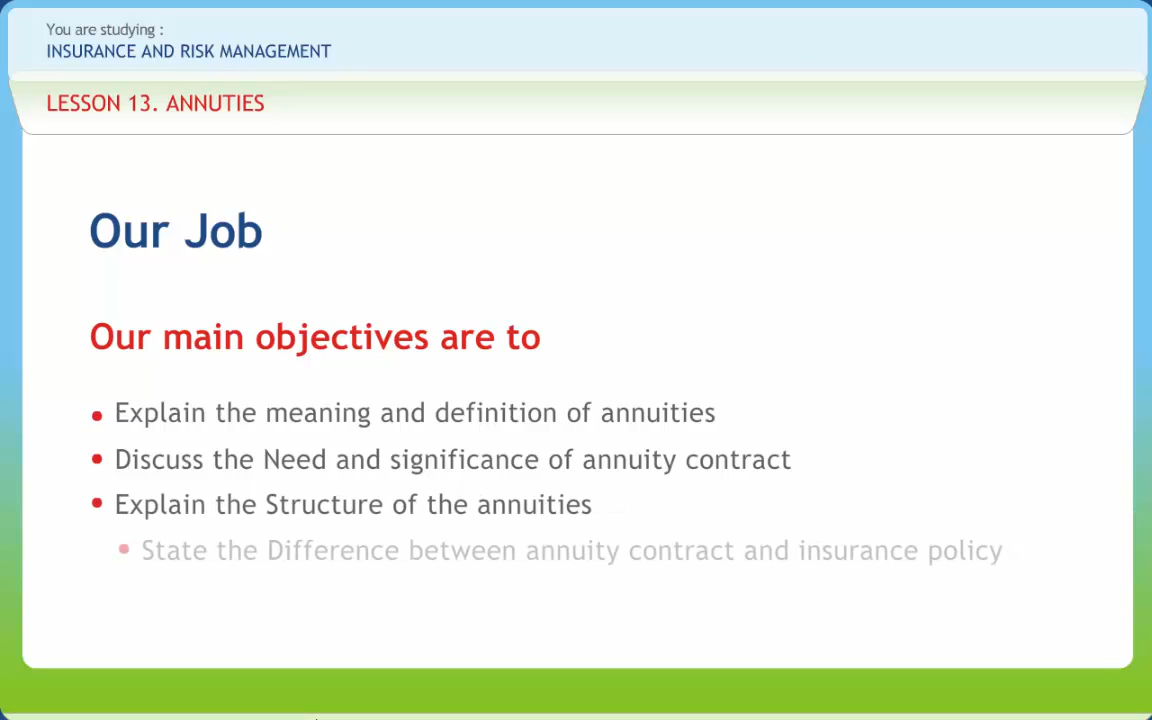 You are studying :
INSURANCE AND RISK MANAGEMENT
LESSON 13. ANNUTIES
Our Job
Our main objectives are to
• Explain the meaning and definition of annuities
• Discuss the Need and significance of annuity contract
• Explain the Structure of the annuities
• State the Difference between annuity contract and insurance policy